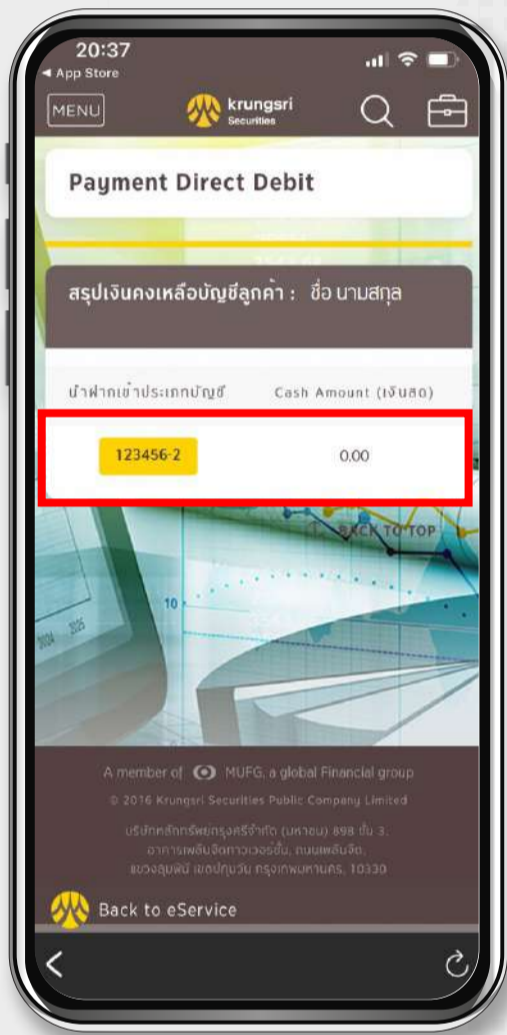 20:37
◀ App Store
MENU
krungsri
Securities
Payment Direct Debit
สรุปเงินคงเหลือบัญชีลูกค้า : ชื่อ นามสกุล
นำฝากเข้าประเภทบัญชี Cash Amount (เงินสด)
123456-2 0.00
BACK TO TOP
10
2024 2025
A member of MUFG, a global Financial group
© 2016 Krungsri Securities Public Company Limited
บริษัทหลักทรัพย์กรุงศรีจำกัด (มหาชน) 898 ชั้น 3,
อาคารเพลินจิตทาวเวอร์ชั้น, ถนนเพลินจิต,
แขวงลุมพินี เขตปทุมวัน กรุงเทพมหานคร, 10330
Back to eService